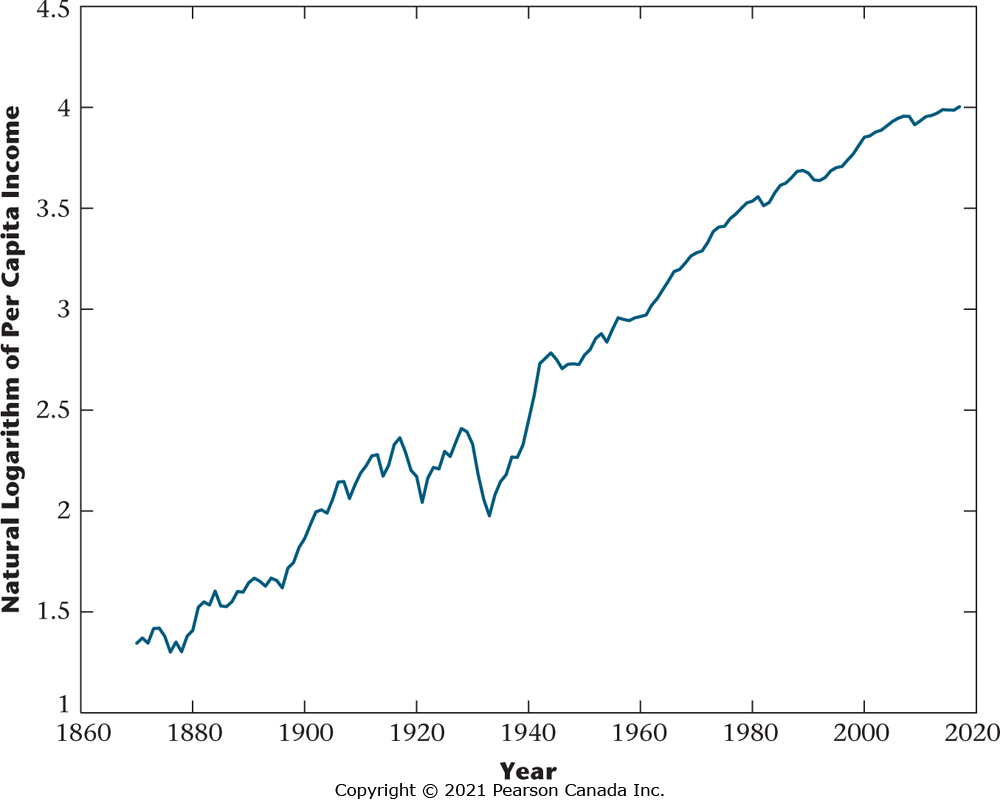 4.5
4
3.5
3
2.5
2
1.5
1
Natural Logarithm of Per Capita Income
1860 1880 1900 1920 1940 1960 1980 2000 2020
Year
Copyright © 2021 Pearson Canada Inc.